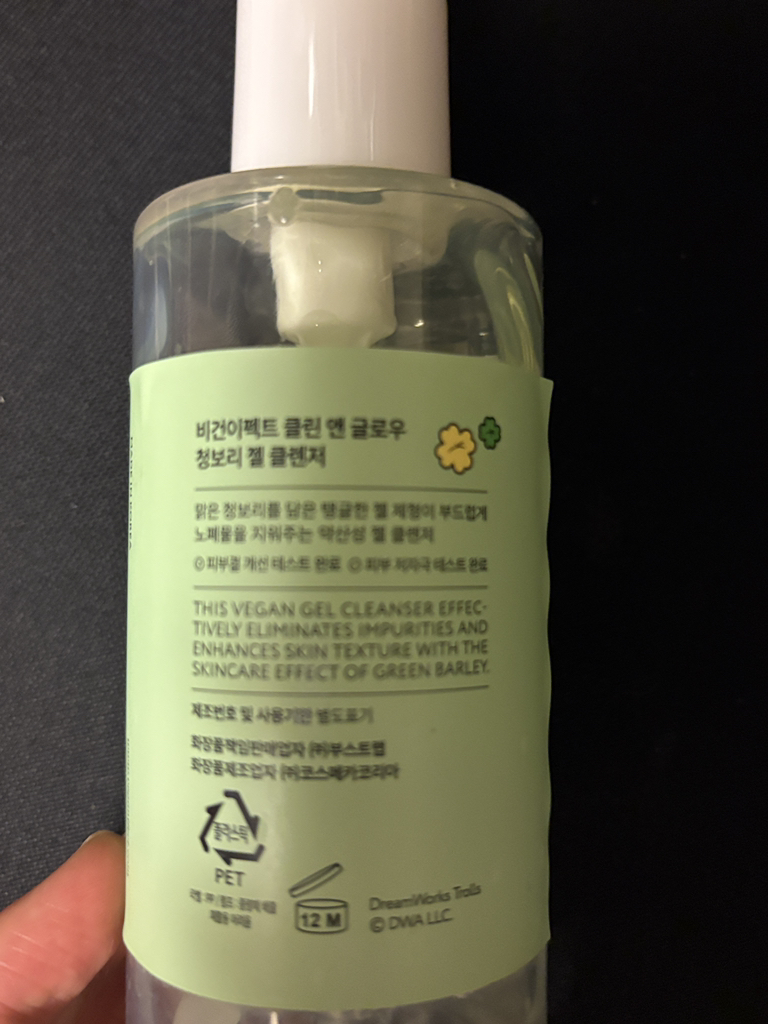 비건이펙트 클린 앤 글로우
청보리 젤 클렌저
맑은 청보리를 담은 탱글한 젤 제형이 부드럽게
노폐물을 지워주는 약산성 젤 클렌저
피부결 개선 테스트 완료 피부 저자극 테스트 완료
THIS VEGAN GEL CLEANSER EFFEC-
TIVELY ELIMINATES IMPURITIES AND
ENHANCES SKIN TEXTURE WITH THE
SKINCARE EFFECT OF GREEN BARLEY.
제조번호 및 사용기한 별도표기
화장품책임판매업자 (주)부스트랩
화장품제조업자 (주)코스메카코리아
플라스틱
PET
12 M
DreamWorks Trolls
© DWA LLC.